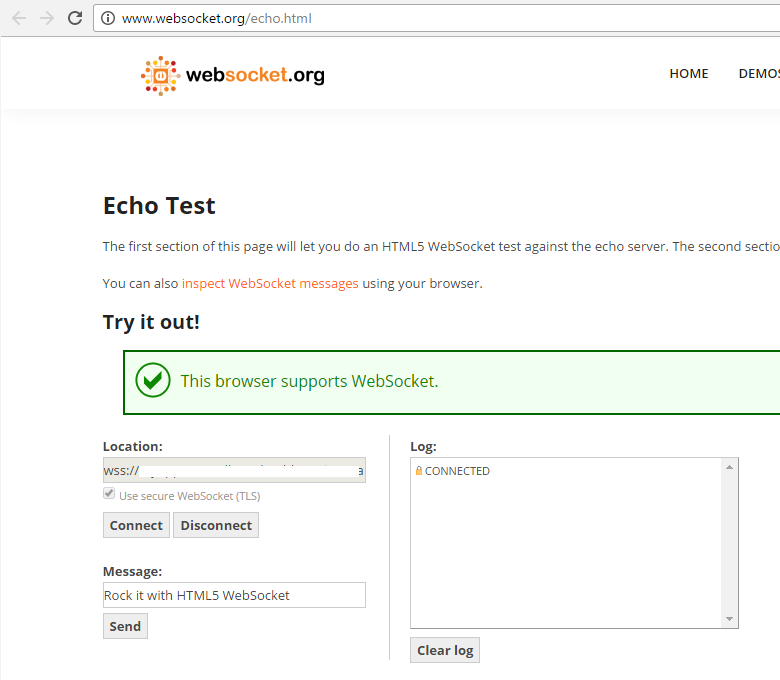 www.websocket.org/echo.html
websocket.org
HOME
DEMOS
Echo Test
The first section of this page will let you do an HTML5 WebSocket test against the echo server. The second
You can also inspect WebSocket messages using your browser.
Try it out!
This browser supports WebSocket.
Location:
wss://
Use secure WebSocket (TLS)
Connect
Disconnect
Message:
Rock it with HTML5 WebSocket
Send
Log:
CONNECTED
Clear log